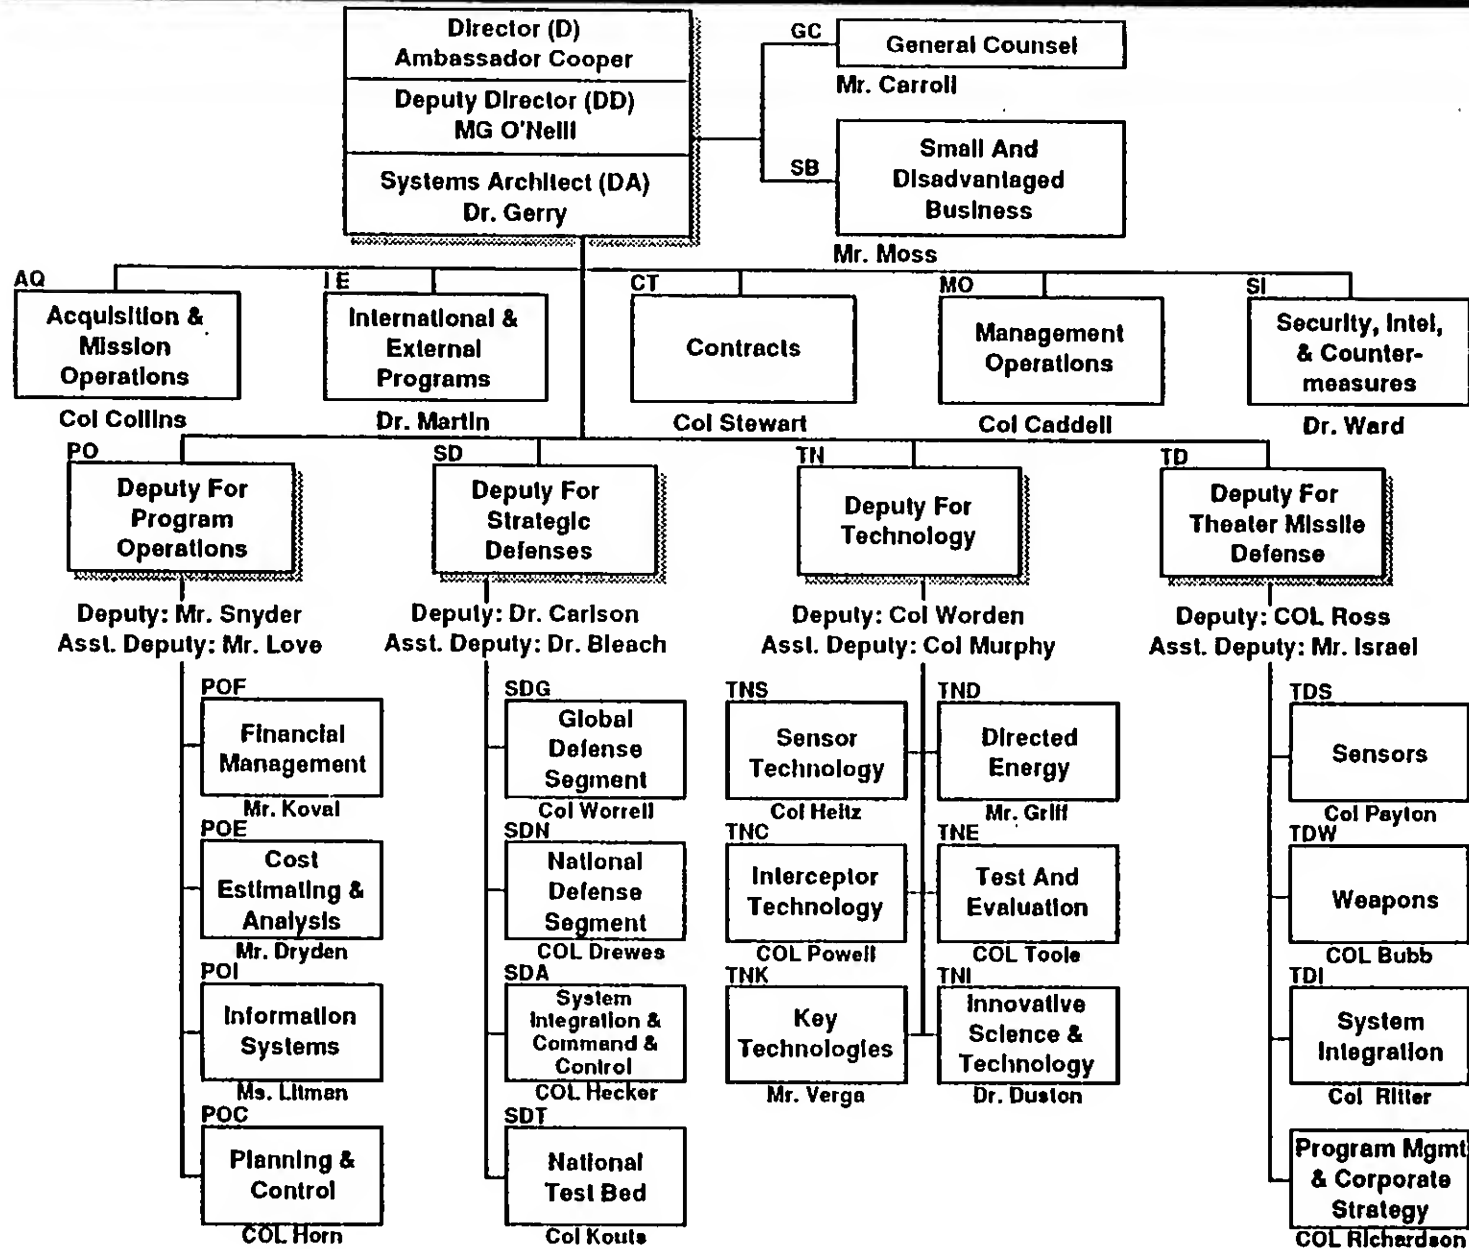 Director (D)
Ambassador Cooper
Deputy Director (DD)
MG O'Neill
Systems Architect (DA)
Dr. Gerry
GC
General Counsel
Mr. Carroll
SB
Small And
Disadvantaged
Business
Mr. Moss
AQ
Acquisition &
Mission
Operations
Col Collins
IE
International &
External
Programs
Dr. Martin
CT
Contracts
Col Stewart
MO
Management
Operations
Col Caddell
SI
Security, Intel,
& Counter-
measures
Dr. Ward
PO
Deputy For
Program
Operations
Deputy: Mr. Snyder
Asst. Deputy: Mr. Love
SD
Deputy For
Strategic
Defenses
Deputy: Dr. Carlson
Asst. Deputy: Dr. Bleach
TN
Deputy For
Technology
Deputy: Col Worden
Asst. Deputy: Col Murphy
TD
Deputy For
Theater Missile
Defense
Deputy: COL Ross
Asst. Deputy: Mr. Israel
POF
Financial
Management
Mr. Koval
POE
Cost
Estimating &
Analysis
Mr. Dryden
POI
Information
Systems
Ms. Litman
POC
Planning &
Control
COL Horn
SDG
Global
Defense
Segment
Col Worrell
SDN
National
Defense
Segment
COL Drewes
SDA
System
Integration &
Command &
Control
COL Hecker
SDT
National
Test Bed
Col Kouts
TNS
Sensor
Technology
Col Heitz
TNC
Interceptor
Technology
COL Powell
TNK
Key
Technologies
Mr. Verga
TND
Directed
Energy
Mr. Griff
TNE
Test And
Evaluation
COL Toole
TNI
Innovative
Science &
Technology
Dr. Duston
TDS
Sensors
Col Payton
TDW
Weapons
COL Bubb
TDI
System
Integration
Col Ritter
Program Mgmt
& Corporate
Strategy
COL Richardson